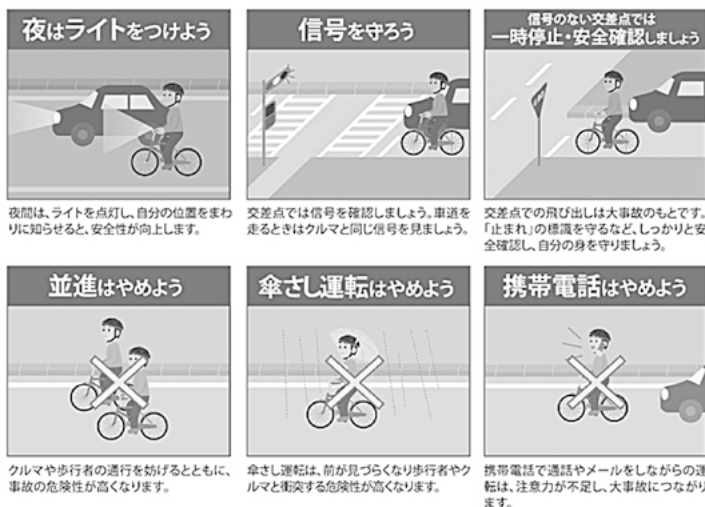 夜はライトをつけよう
夜間は、ライトを点灯し、自分の位置をまわ
りに知らせると、安全性が向上します。
信号を守ろう
交差点では信号を確認しましょう。車道を
走るときはクルマと同じ信号を見ましょう。
信号のない交差点では
一時停止・安全確認しましょう
交差点での飛び出しは大事故のもとです。
「止まれ」の標識を守るなど、しっかりと安
全確認し、自分の身を守りましょう。
並進はやめよう
クルマや歩行者の通行を妨げるとともに、
事故の危険性が高くなります。
傘さし運転はやめよう
傘さし運転は、前が見づらくなり歩行者やク
ルマと衝突する危険性が高くなります。
携帯電話はやめよう
携帯電話で通話やメールをしながらの運
転は、注意力が不足し、大事故につながり
ます。